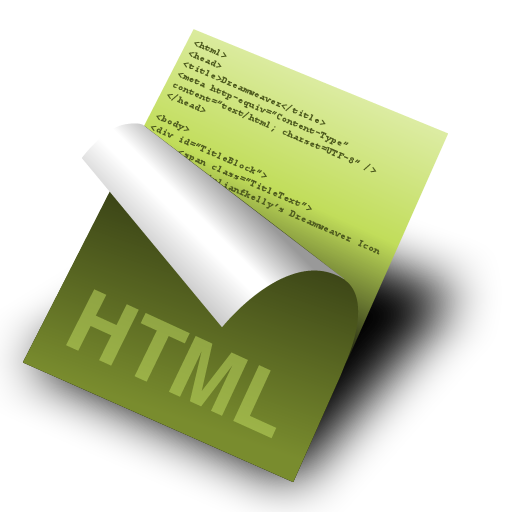 <html>
<head>
<title>Dreamweaver</title>
<meta http-equiv="Content-Type"
content="text/html; charset=UTF-8" />
</head>
<body>
<div id="TitleBlock">
<span class="TitleText">
lianfkelly's Dreamweaver Icon
HTML